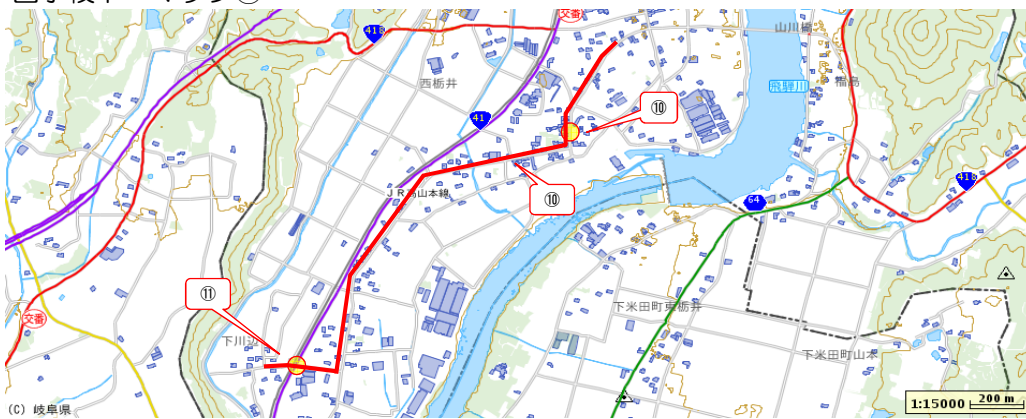 交番
418
山川橋
西栃井
飛騨川
福島
⑩
41
418
JR高山本線
⑩
64
⑪
下米田町東栃井
交番
下川辺
下米田町山本
1:15000 200 m
(C) 岐阜県